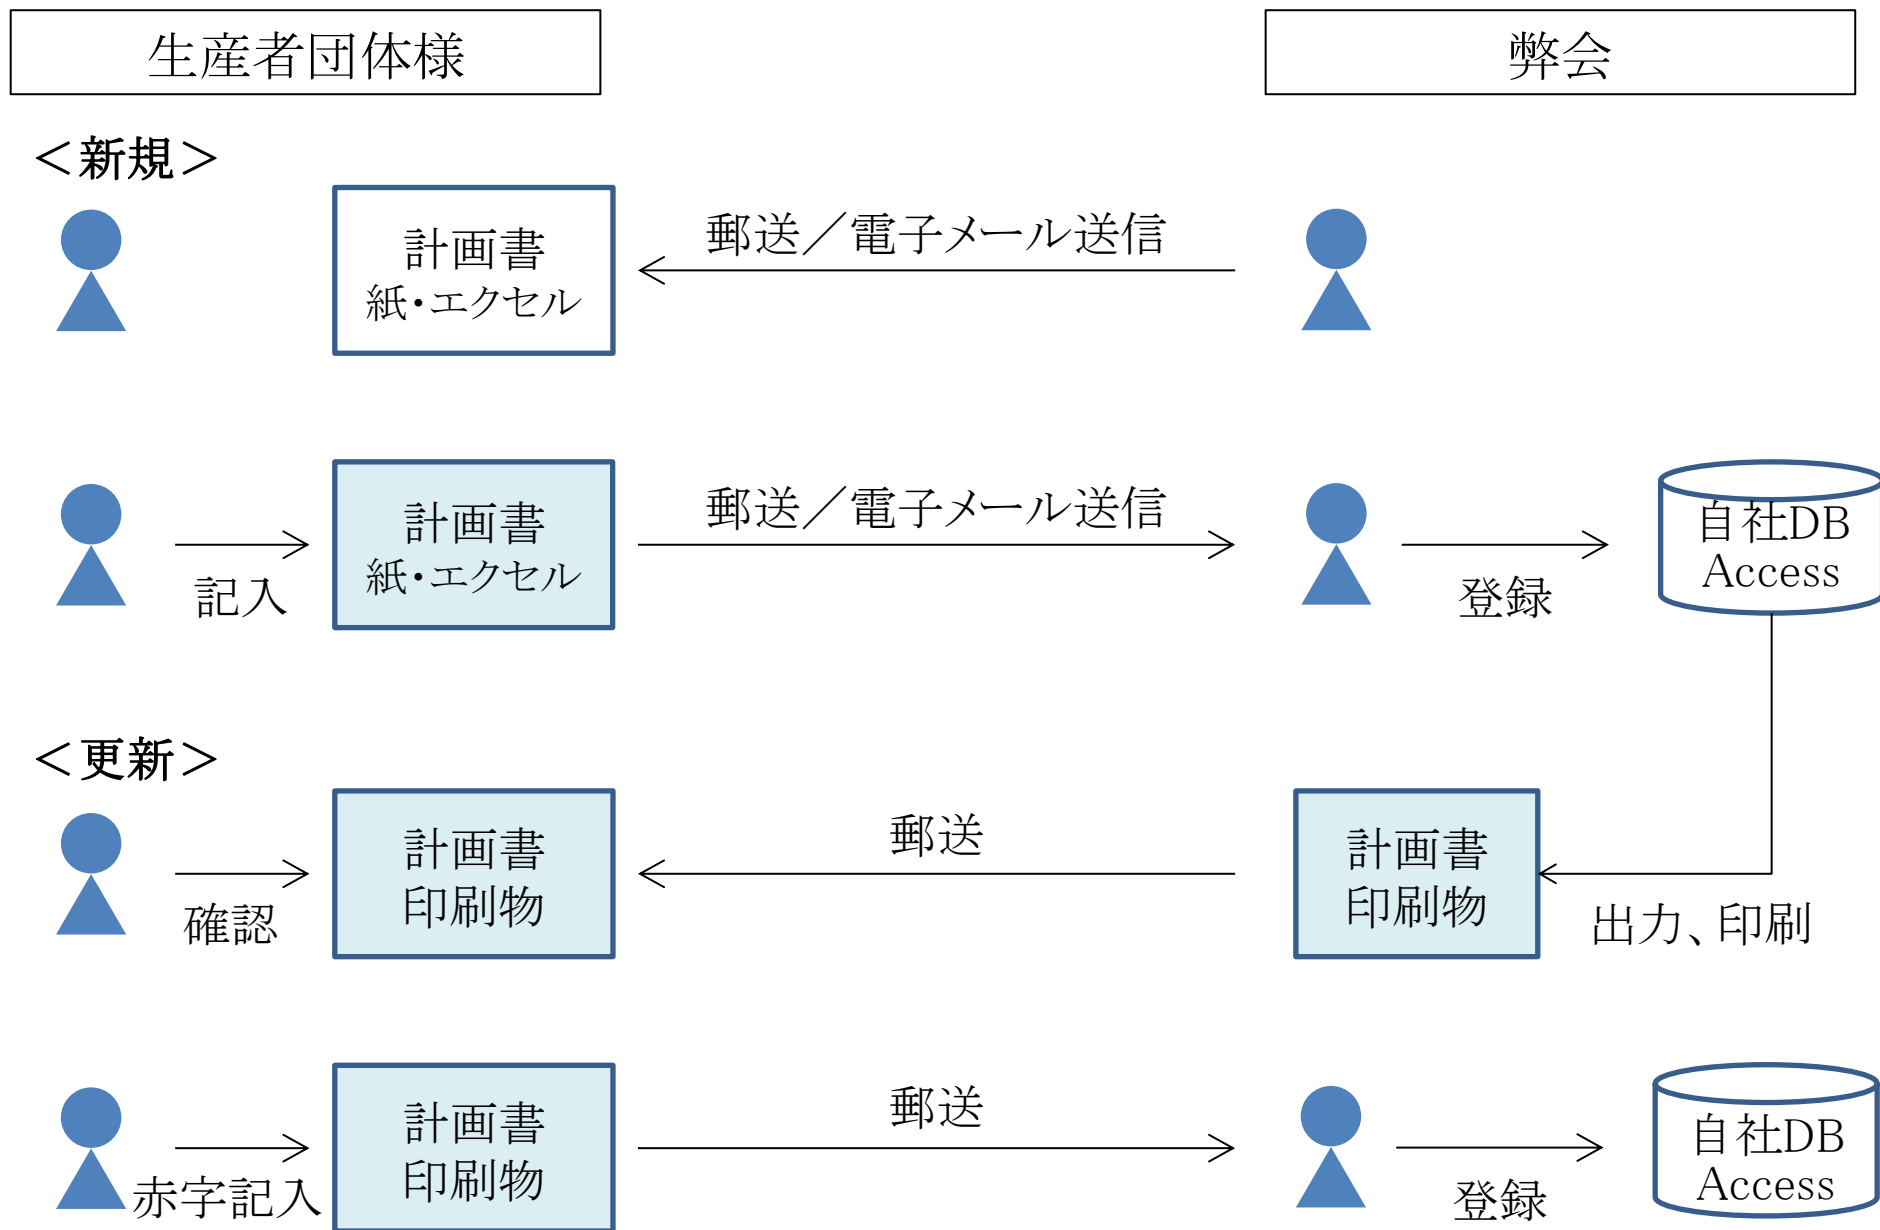 生産者団体様
弊会
＜新規＞
計画書
紙・エクセル
郵送／電子メール送信
記入
計画書
紙・エクセル
郵送／電子メール送信
登録
自社DB
Access
＜更新＞
確認
計画書
印刷物
郵送
計画書
印刷物
出力、印刷
赤字記入
計画書
印刷物
郵送
登録
自社DB
Access